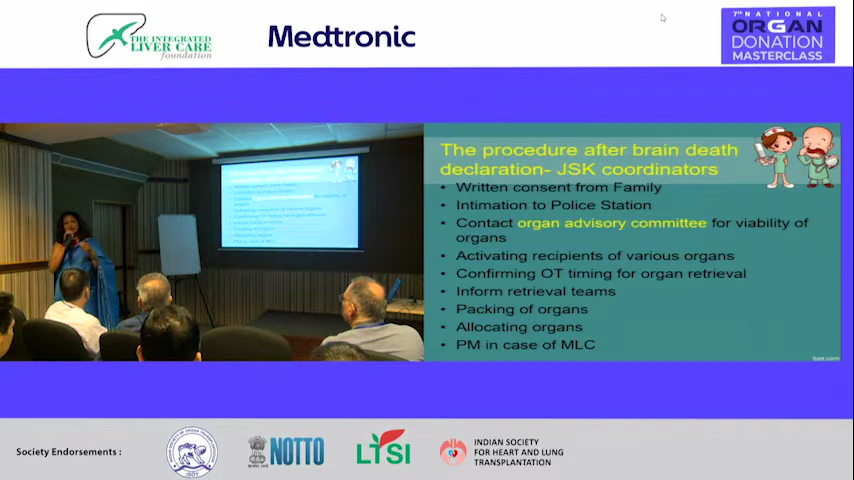 THE INTEGRATED
LIVER CARE
foundation
Medtronic
7TH NATIONAL
ORGAN
DONATION
MASTERCLASS
The procedure after brain death
declaration- JSK coordinators
• Written consent from Family
• Intimation to Police Station
• Contact organ advisory committee for viability of
organs
• Activating recipients of various organs
• Confirming OT timing for organ retrieval
• Inform retrieval teams
• Packing of organs
• Allocating organs
• PM in case of MLC
fppt.com
Society Endorsements :
NOTTO
LTSI
INDIAN SOCIETY
FOR HEART AND LUNG
TRANSPLANTATION